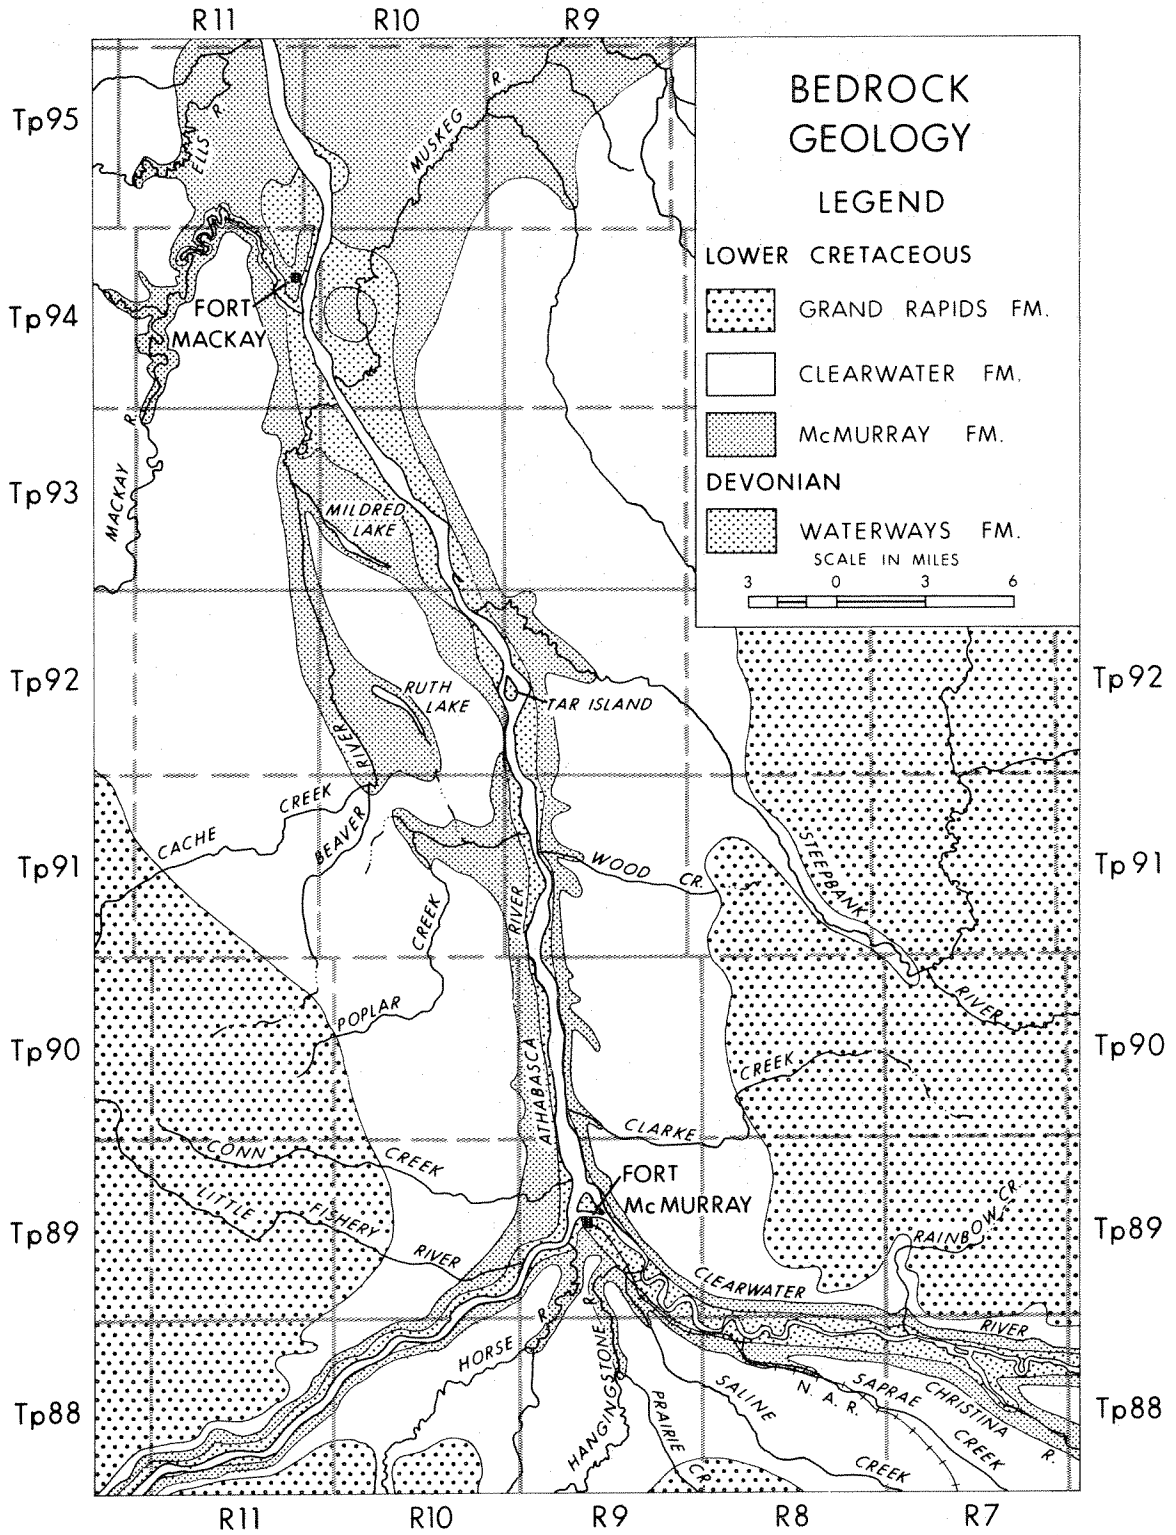 R11 R10 R9
BEDROCK
GEOLOGY
LEGEND
LOWER CRETACEOUS
GRAND RAPIDS FM.
CLEARWATER FM.
McMURRAY FM.
DEVONIAN
WATERWAYS FM.
SCALE IN MILES
3 0 3 6
Tp95
Tp94
Tp93
Tp92
Tp91
Tp90
Tp89
Tp88
ELLS R.
MUSKEG R.
FORT
MACKAY
MACKAY R.
MILDRED
LAKE
RUTH
LAKE
TAR ISLAND
BEAVER RIVER
CACHE CREEK
POPLAR CREEK
WOOD CR.
STEEPBANK RIVER
ATHABASCA RIVER
CREEK
CLARKE
CONN CREEK
LITTLE FISHERY RIVER
FORT
McMURRAY
RAINBOW CR.
CLEARWATER RIVER
HORSE R.
HANGINGSTONE R.
PRAIRIE CR.
SALINE CREEK
N. A. R.
SAPRAE CREEK
CHRISTINA R.
Tp92
Tp91
Tp90
Tp89
Tp88
R11 R10 R9 R8 R7